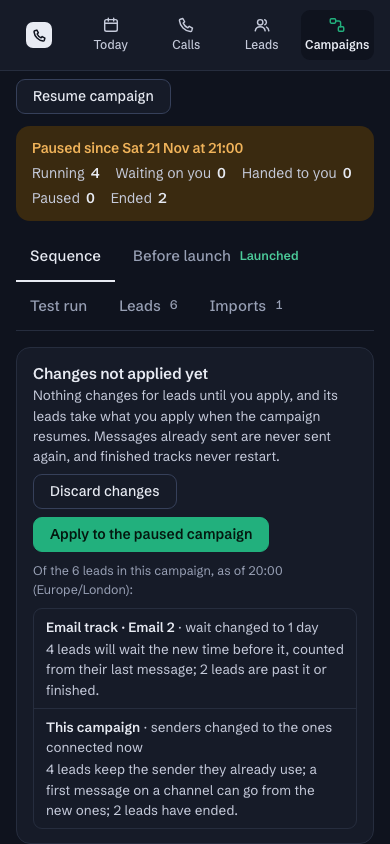 Today
Calls
Leads
Campaigns
Resume campaign
Paused since Sat 21 Nov at 21:00
Running 4 Waiting on you 0 Handed to you 0
Paused 0 Ended 2
Sequence Before launch Launched
Test run Leads 6 Imports 1
Changes not applied yet
Nothing changes for leads until you apply, and its
leads take what you apply when the campaign
resumes. Messages already sent are never sent
again, and finished tracks never restart.
Discard changes
Apply to the paused campaign
Of the 6 leads in this campaign, as of 20:00
(Europe/London):
Email track · Email 2 · wait changed to 1 day
4 leads will wait the new time before it, counted
from their last message; 2 leads are past it or
finished.
This campaign · senders changed to the ones
connected now
4 leads keep the sender they already use; a
first message on a channel can go from the
new ones; 2 leads have ended.